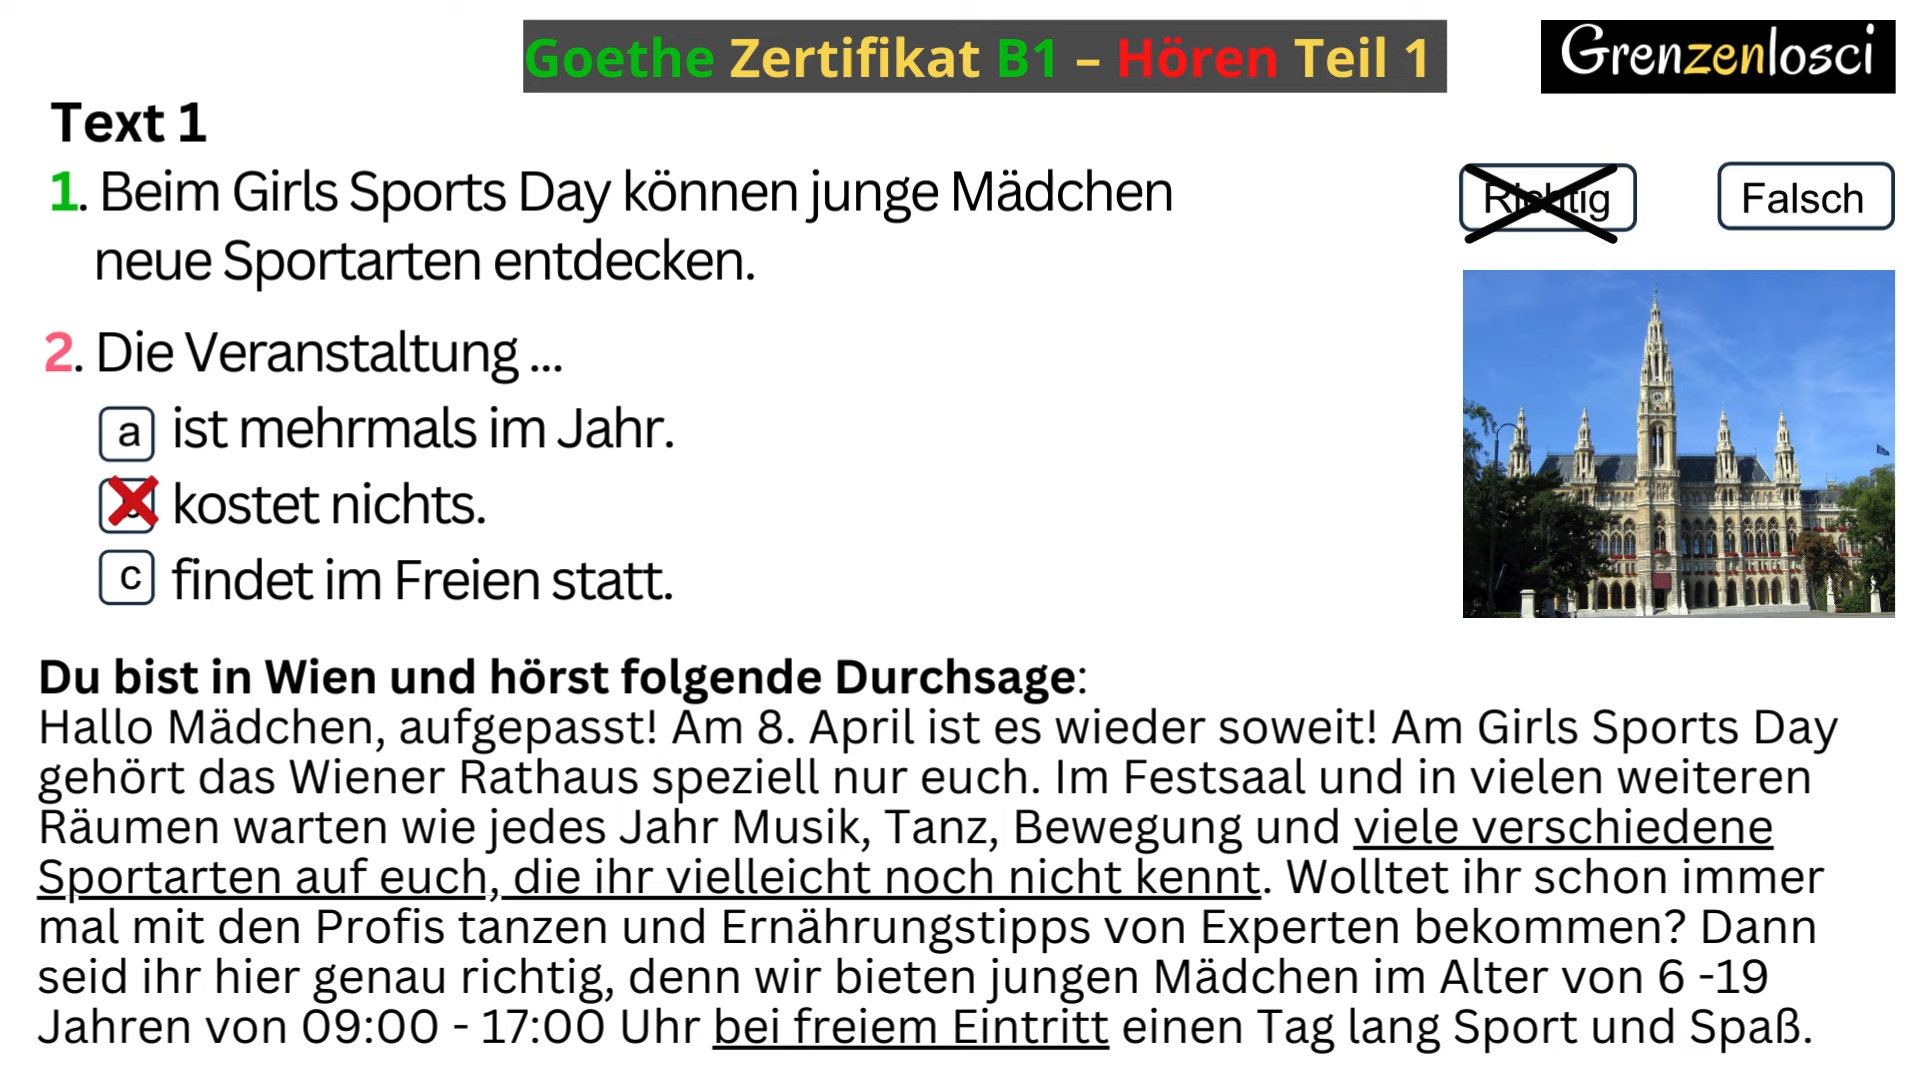 Goethe Zertifikat B1 – Hören Teil 1
Grenzenlosci
Text 1
1. Beim Girls Sports Day können junge Mädchen
neue Sportarten entdecken.
Richtig
Falsch
2. Die Veranstaltung ...
a ist mehrmals im Jahr.
kostet nichts.
c findet im Freien statt.
Du bist in Wien und hörst folgende Durchsage:
Hallo Mädchen, aufgepasst! Am 8. April ist es wieder soweit! Am Girls Sports Day
gehört das Wiener Rathaus speziell nur euch. Im Festsaal und in vielen weiteren
Räumen warten wie jedes Jahr Musik, Tanz, Bewegung und viele verschiedene
Sportarten auf euch, die ihr vielleicht noch nicht kennt. Wolltet ihr schon immer
mal mit den Profis tanzen und Ernährungstipps von Experten bekommen? Dann
seid ihr hier genau richtig, denn wir bieten jungen Mädchen im Alter von 6 -19
Jahren von 09:00 - 17:00 Uhr bei freiem Eintritt einen Tag lang Sport und Spaß.